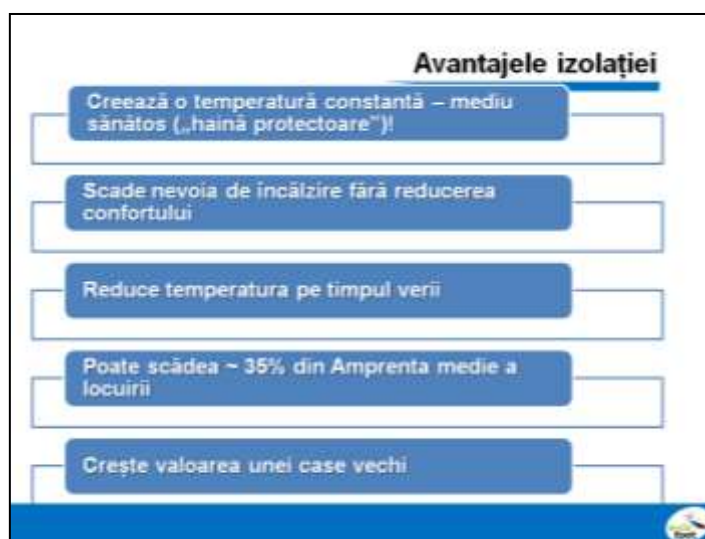 Avantajele izolației
Creează o temperatură constantă – mediu
sănătos („haină protectoare”)!
Scade nevoia de încălzire fără reducerea
confortului
Reduce temperatura pe timpul verii
Poate scădea ~ 35% din Amprenta medie a
locuirii
Crește valoarea unei case vechi